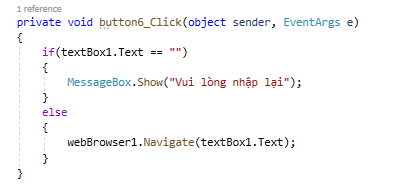 1 reference
private void button6_Click(object sender, EventArgs e)
{
if(textBox1.Text == "")
{
MessageBox.Show("Vui lòng nhập lại");
}
else
{
webBrowser1.Navigate(textBox1.Text);
}
}